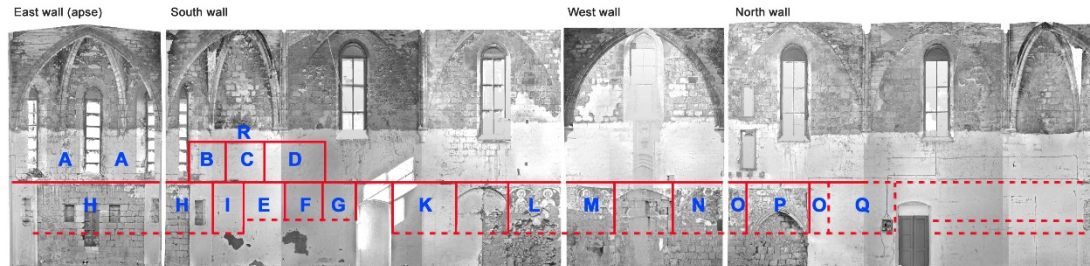 East wall (apse) South wall West wall North wall
R
A A B C D
H H I E F G K L M N O P O Q